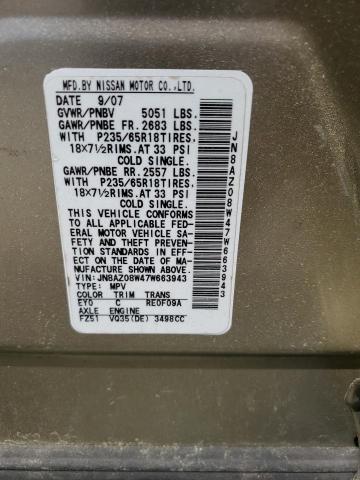 MFD.BY NISSAN MOTOR CO.,LTD.
DATE 9/07
GVWR/PNBV 5051 LBS.
GAWR/PNBE FR.2683 LBS.
WITH P235/65R18TIRES,
18X7½RIMS.AT 33 PSI
COLD SINGLE.
GAWR/PNBE RR.2557 LBS.
WITH P235/65R18TIRES,
18X7½RIMS.AT 33 PSI
COLD SINGLE.
THIS VEHICLE CONFORMS
TO ALL APPLICABLE FED-
ERAL MOTOR VEHICLE SA-
FETY AND THEFT PREVENTION
STANDARDS IN EFF-
ECT ON THE DATE OF MA-
NUFACTURE SHOWN ABOVE.
VIN:JN8AZ08W47W663943
TYPE: MPV
COLOR TRIM TRANS
EY0 C RE0F09A
AXLE ENGINE
FZ51 VQ35(DE) 3498CC
JN8AZ08W47W663943